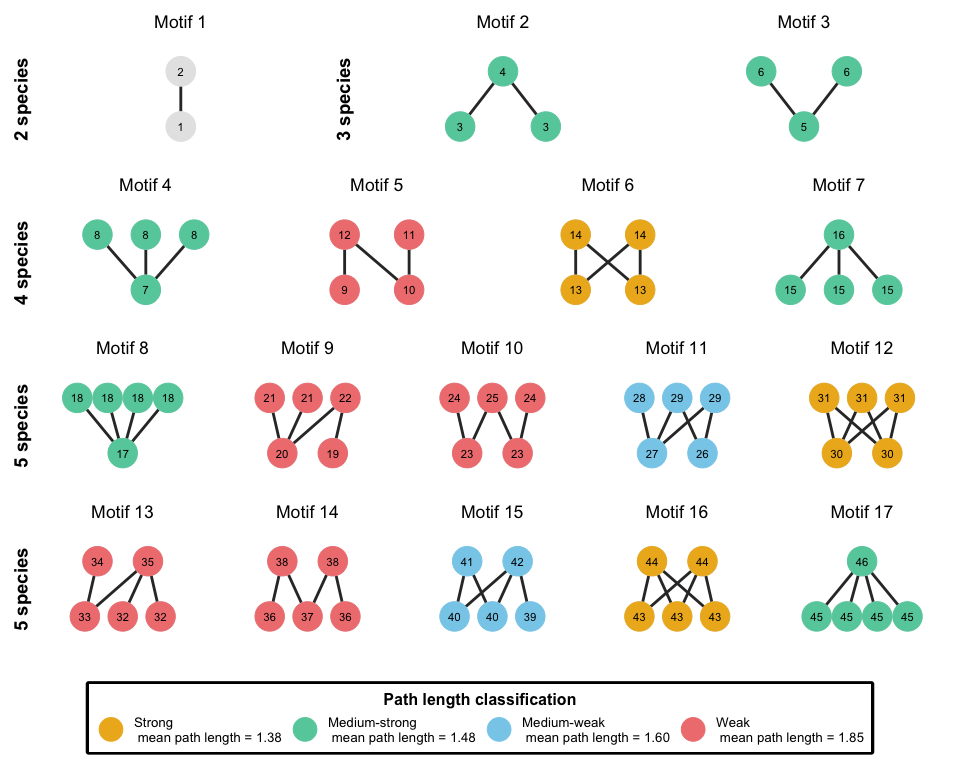 Motif 1 Motif 2 Motif 3
2 species
2
1
3 species
4
3 3
6 6
5
Motif 4 Motif 5 Motif 6 Motif 7
4 species
8 8 8 12 11 14 14 16
7 9 10 13 13 15 15 15
Motif 8 Motif 9 Motif 10 Motif 11 Motif 12
5 species
18 18 18 18 21 21 22 24 25 24 28 29 29 31 31 31
17 20 19 23 23 27 26 30 30
Motif 13 Motif 14 Motif 15 Motif 16 Motif 17
5 species
34 35 38 38 41 42 44 44 46
33 32 32 36 37 36 40 40 39 43 43 43 45 45 45 45
Path length classification
Strong
mean path length = 1.38
Medium-strong
mean path length = 1.48
Medium-weak
mean path length = 1.60
Weak
mean path length = 1.85